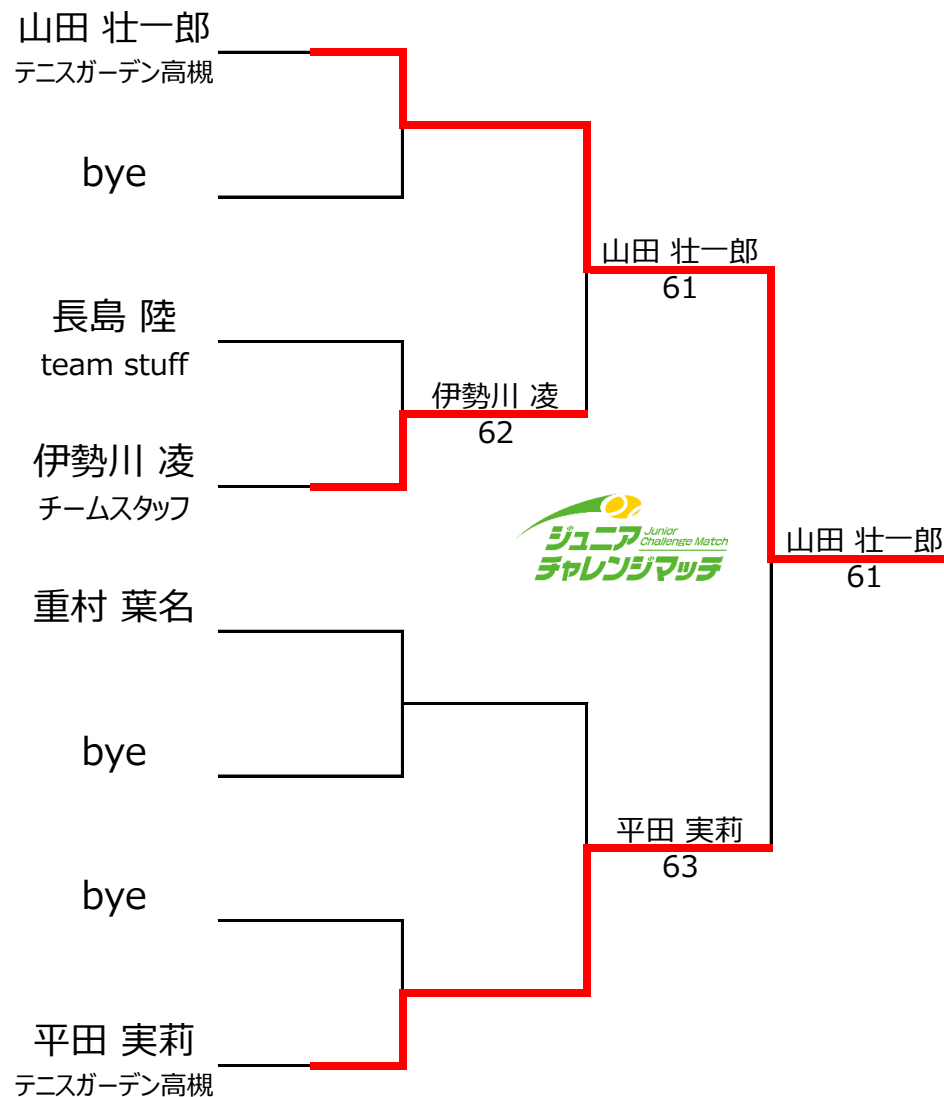 山田 壮一郎
テニスガーデン高槻
bye
山田 壮一郎
61
長島 陸
team stuff
伊勢川 凌
62
伊勢川 凌
チームスタッフ
ジュニア Junior
Challenge Match
チャレンジマッチ
山田 壮一郎
61
重村 葉名
bye
平田 実莉
63
bye
平田 実莉
テニスガーデン高槻